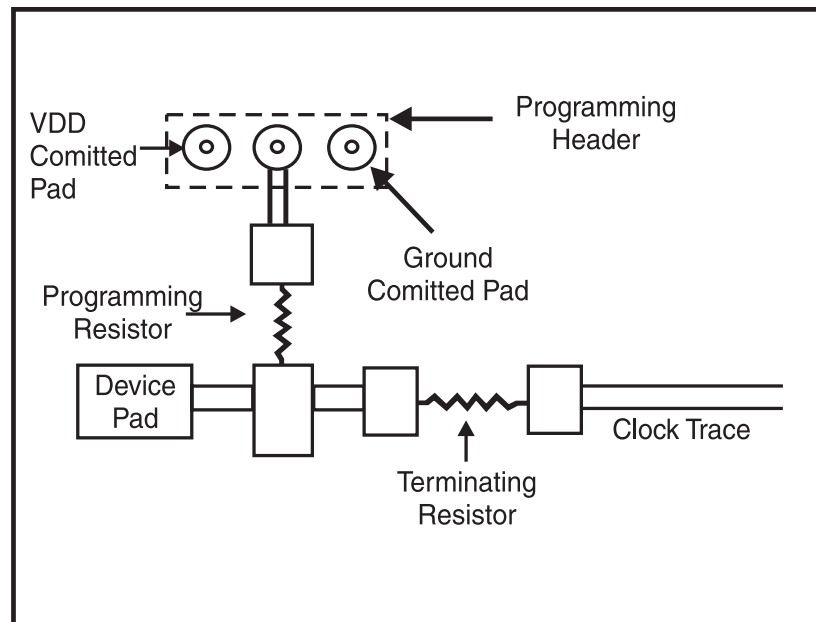 VDD
Comitted
Pad
Programming
Header
Ground
Comitted Pad
Programming
Resistor
Device
Pad
Clock Trace
Terminating
Resistor